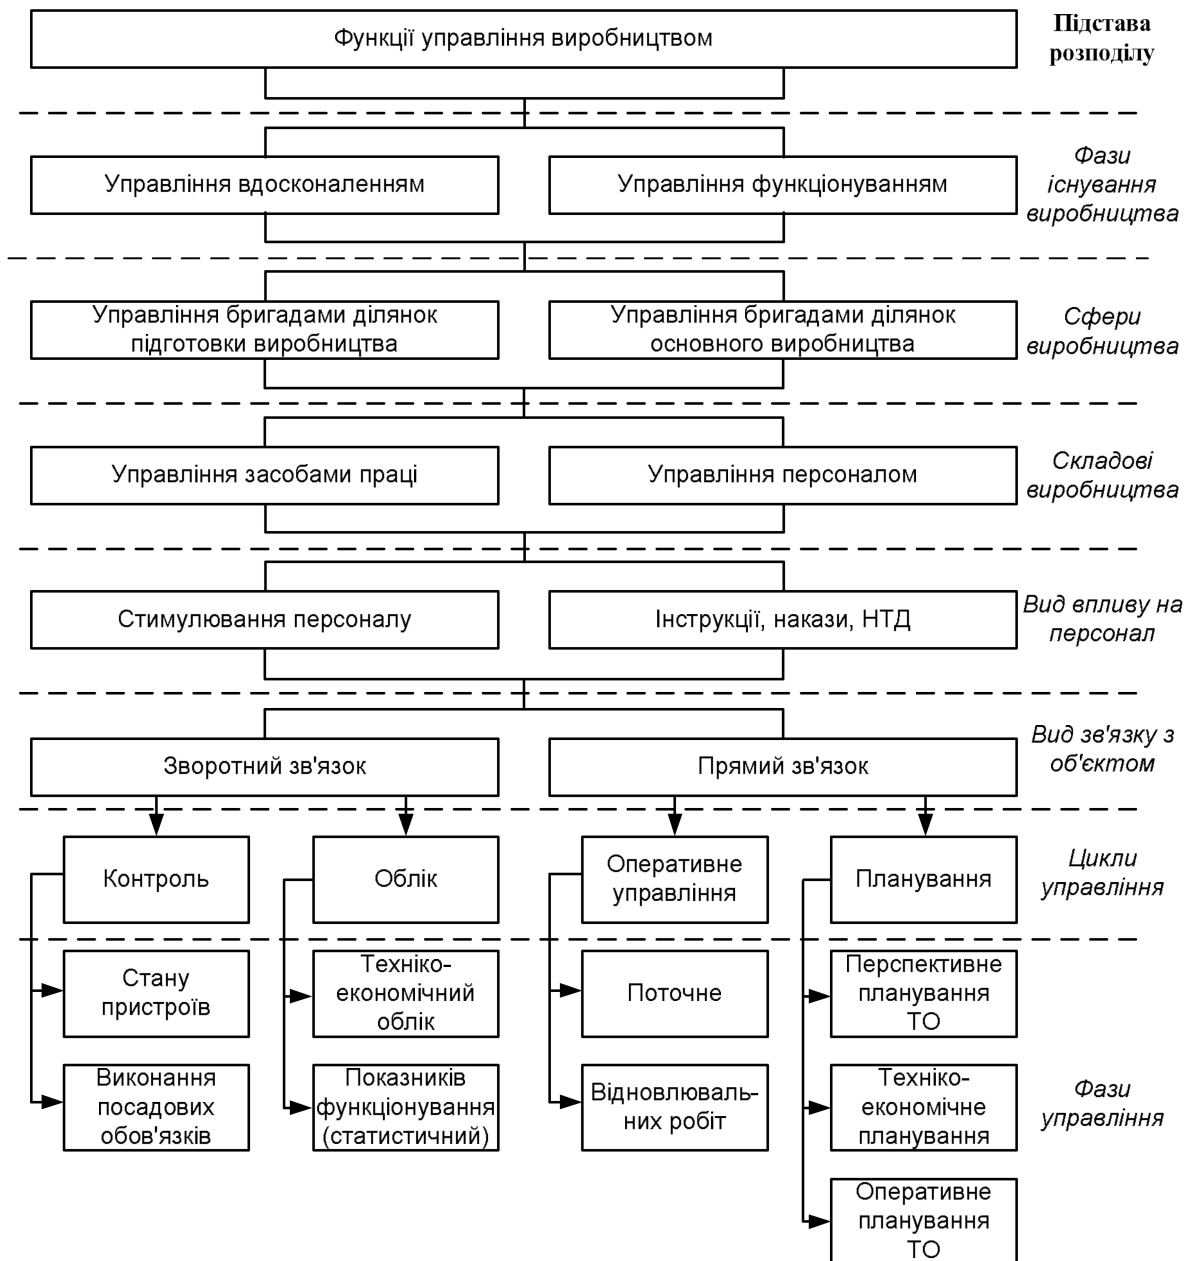 Функції управління виробництвом
Підстава
розподілу
Управління вдосконаленням
Управління функціонуванням
Фази
існування
виробництва
Управління бригадами ділянок
підготовки виробництва
Управління бригадами ділянок
основного виробництва
Сфери
виробництва
Управління засобами праці
Управління персоналом
Складові
виробництва
Стимулювання персоналу
Інструкції, накази, НТД
Вид впливу на
персонал
Зворотний зв'язок
Прямий зв'язок
Вид зв'язку з
об'єктом
Контроль
Облік
Оперативне
управління
Планування
Цикли
управління
Стану
пристроїв
Техніко-
економічний
облік
Поточне
Перспективне
планування
ТО
Виконання
посадових
обов'язків
Показників
функціонування
(статистичний)
Відновлюваль-
них робіт
Техніко-
економічне
планування
Фази
управління
Оперативне
планування
ТО